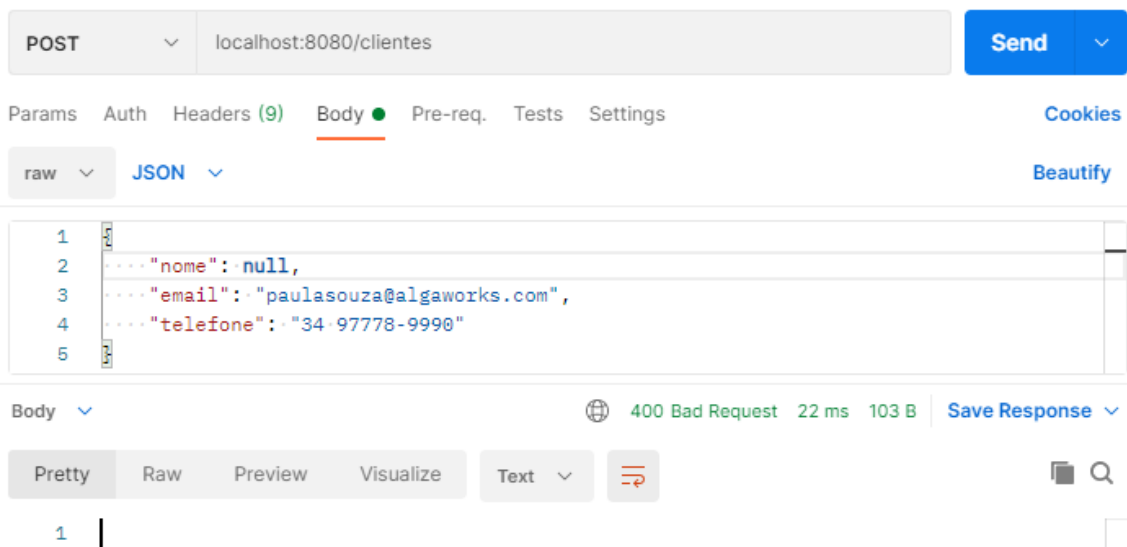 POST localhost:8080/clientes Send
Params Auth Headers (9) Body Pre-req. Tests Settings Cookies
raw JSON Beautify
1 {
2 "nome": null,
3 "email": "paulasouza@algaworks.com",
4 "telefone": "34 97778-9990"
5 }
Body 400 Bad Request 22 ms 103 B Save Response
Pretty Raw Preview Visualize Text
1